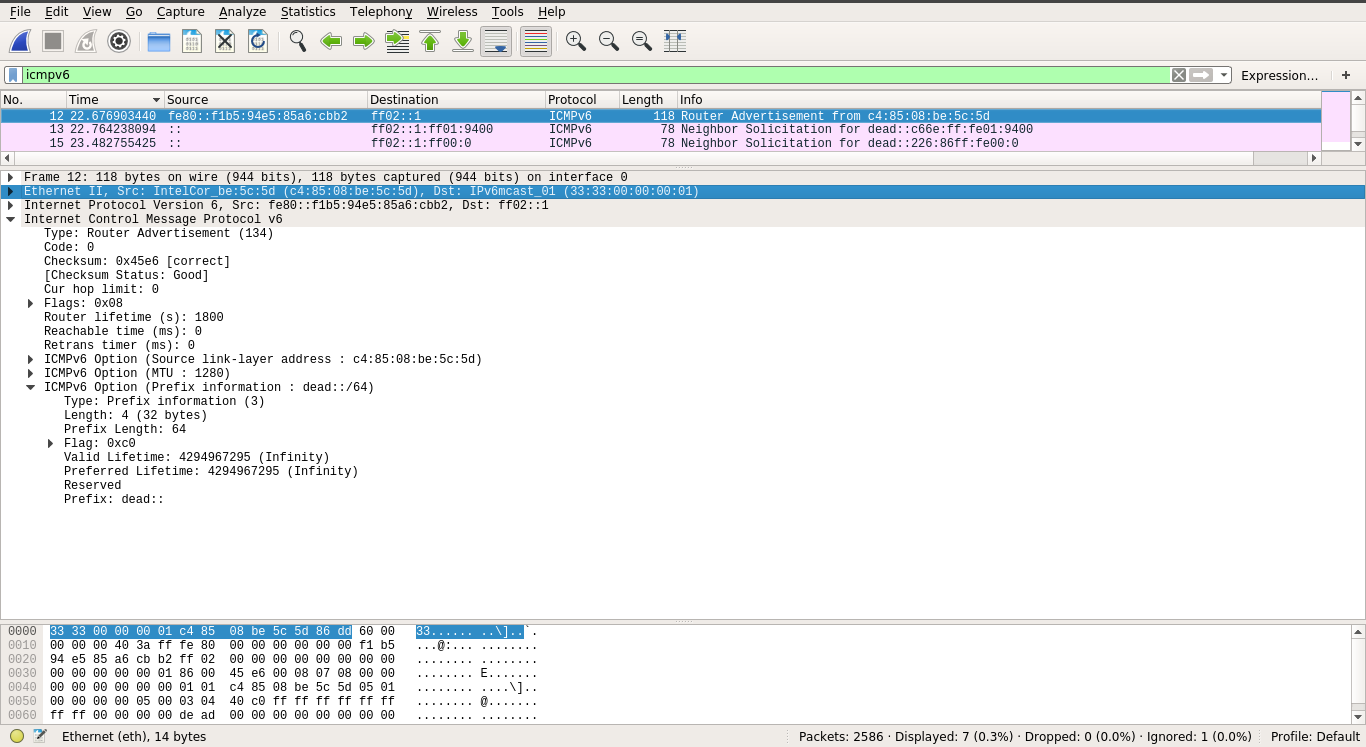 File Edit View Go Capture Analyze Statistics Telephony Wireless Tools Help
icmpv6 Expression… +
No. Time Source Destination Protocol Length Info
12 22.676903440 fe80::f1b5:94e5:85a6:cbb2 ff02::1 ICMPv6 118 Router Advertisement from c4:85:08:be:5c:5d
13 22.764238094 :: ff02::1:ff01:9400 ICMPv6 78 Neighbor Solicitation for dead::c66e:ff:fe01:9400
15 23.482755425 :: ff02::1:ff00:0 ICMPv6 78 Neighbor Solicitation for dead::226:86ff:fe00:0
Frame 12: 118 bytes on wire (944 bits), 118 bytes captured (944 bits) on interface 0
Ethernet II, Src: IntelCor_be:5c:5d (c4:85:08:be:5c:5d), Dst: IPv6mcast_01 (33:33:00:00:00:01)
Internet Protocol Version 6, Src: fe80::f1b5:94e5:85a6:cbb2, Dst: ff02::1
Internet Control Message Protocol v6
Type: Router Advertisement (134)
Code: 0
Checksum: 0x45e6 [correct]
[Checksum Status: Good]
Cur hop limit: 0
Flags: 0x08
Router lifetime (s): 1800
Reachable time (ms): 0
Retrans timer (ms): 0
ICMPv6 Option (Source link-layer address : c4:85:08:be:5c:5d)
ICMPv6 Option (MTU : 1280)
ICMPv6 Option (Prefix information : dead::/64)
Type: Prefix information (3)
Length: 4 (32 bytes)
Prefix Length: 64
Flag: 0xc0
Valid Lifetime: 4294967295 (Infinity)
Preferred Lifetime: 4294967295 (Infinity)
Reserved
Prefix: dead::
0000 33 33 00 00 00 01 c4 85 08 be 5c 5d 86 dd 60 00 33...... ..\]..`.
0010 00 00 00 40 3a ff fe 80 00 00 00 00 00 00 f1 b5 ...@:... ........
0020 94 e5 85 a6 cb b2 ff 02 00 00 00 00 00 00 00 00 ........ ........
0030 00 00 00 00 00 01 86 00 45 e6 00 08 07 08 00 00 ........ E.......
0040 00 00 00 00 00 00 01 01 c4 85 08 be 5c 5d 05 01 ........ ....\]..
0050 00 00 00 00 05 00 03 04 40 c0 ff ff ff ff ff ff ........ @.......
0060 ff ff 00 00 00 00 de ad 00 00 00 00 00 00 00 00 ........ ........
Ethernet (eth), 14 bytes Packets: 2586 · Displayed: 7 (0.3%) · Dropped: 0 (0.0%) · Ignored: 1 (0.0%) Profile: Default